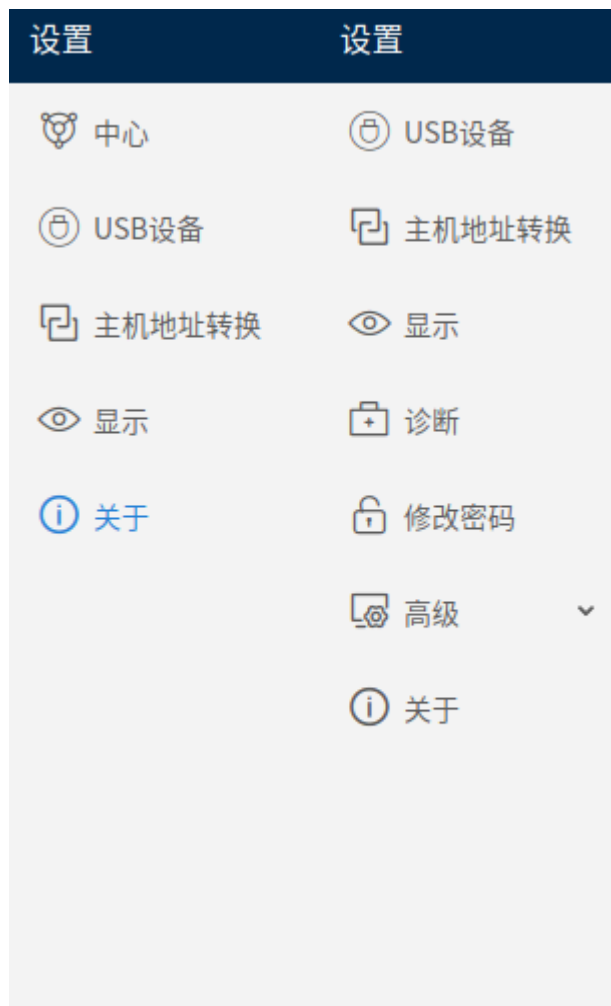 设置
中心
USB设备
主机地址转换
显示
关于
设置
USB设备
主机地址转换
显示
诊断
修改密码
高级
关于